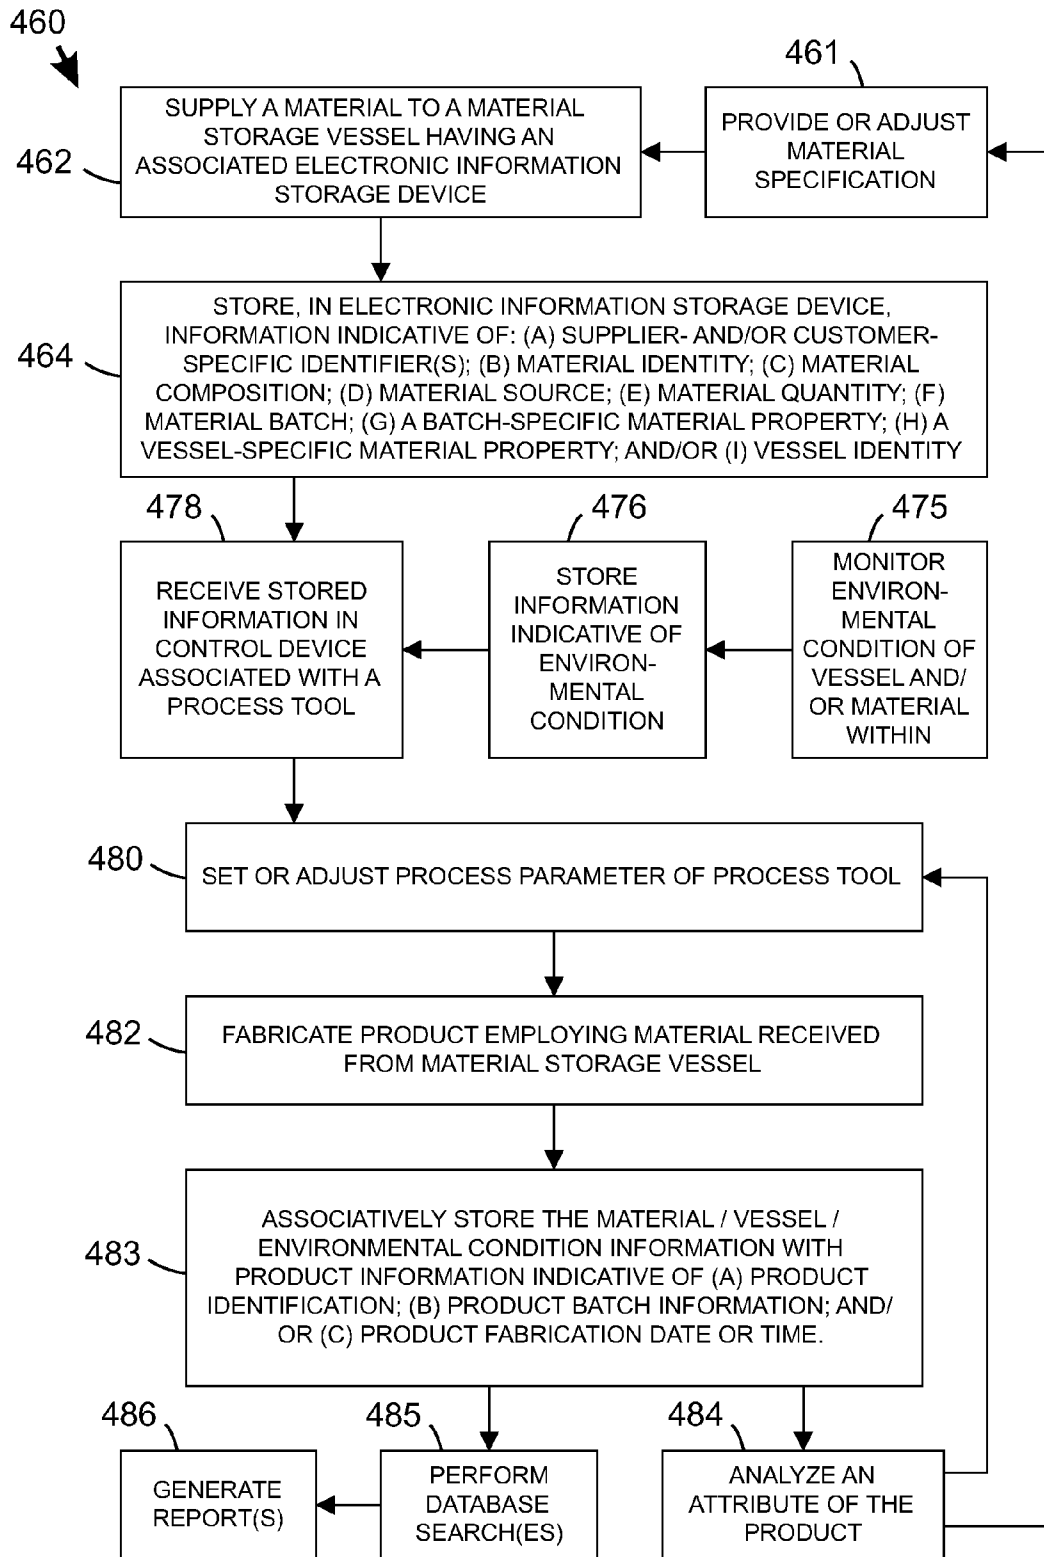 460
461
SUPPLY A MATERIAL TO A MATERIAL
STORAGE VESSEL HAVING AN
ASSOCIATED ELECTRONIC INFORMATION
STORAGE DEVICE
462
PROVIDE OR ADJUST
MATERIAL
SPECIFICATION
STORE, IN ELECTRONIC INFORMATION STORAGE DEVICE,
INFORMATION INDICATIVE OF: (A) SUPPLIER- AND/OR CUSTOMER-
SPECIFIC IDENTIFIER(S); (B) MATERIAL IDENTITY; (C) MATERIAL
COMPOSITION; (D) MATERIAL SOURCE; (E) MATERIAL QUANTITY; (F)
MATERIAL BATCH; (G) A BATCH-SPECIFIC MATERIAL PROPERTY; (H) A
VESSEL-SPECIFIC MATERIAL PROPERTY; AND/OR (I) VESSEL IDENTITY
464
478
476
475
RECEIVE STORED
INFORMATION IN
CONTROL DEVICE
ASSOCIATED WITH A
PROCESS TOOL
STORE
INFORMATION
INDICATIVE OF
ENVIRON-
MENTAL
CONDITION
MONITOR
ENVIRON-
MENTAL
CONDITION OF
VESSEL AND/
OR MATERIAL
WITHIN
480
SET OR ADJUST PROCESS PARAMETER OF PROCESS TOOL
482
FABRICATE PRODUCT EMPLOYING MATERIAL RECEIVED
FROM MATERIAL STORAGE VESSEL
483
ASSOCIATIVELY STORE THE MATERIAL / VESSEL /
ENVIRONMENTAL CONDITION INFORMATION WITH
PRODUCT INFORMATION INDICATIVE OF (A) PRODUCT
IDENTIFICATION; (B) PRODUCT BATCH INFORMATION; AND/
OR (C) PRODUCT FABRICATION DATE OR TIME.
486
485
484
GENERATE
REPORT(S)
PERFORM
DATABASE
SEARCH(ES)
ANALYZE AN
ATTRIBUTE OF THE
PRODUCT